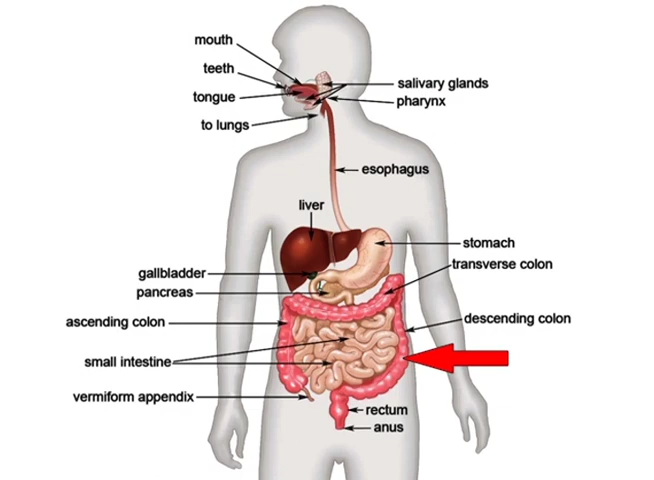 mouth
teeth
tongue
to lungs
salivary glands
pharynx
esophagus
liver
stomach
transverse colon
gallbladder
pancreas
ascending colon
descending colon
small intestine
vermiform appendix
rectum
anus